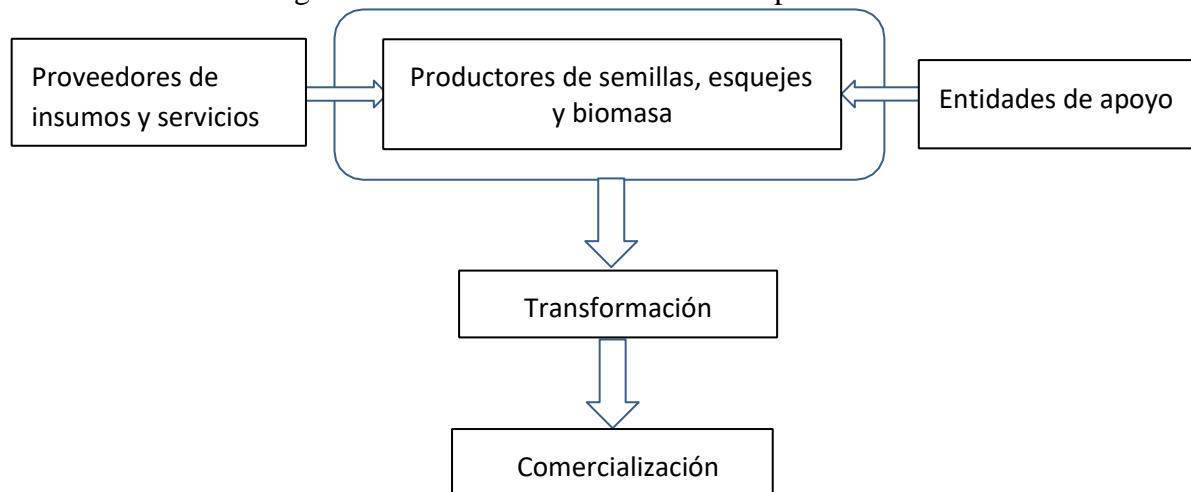 Proveedores de
insumos y servicios
Productores de semillas, esquejes
y biomasa
Entidades de apoyo
Transformación
Comercialización